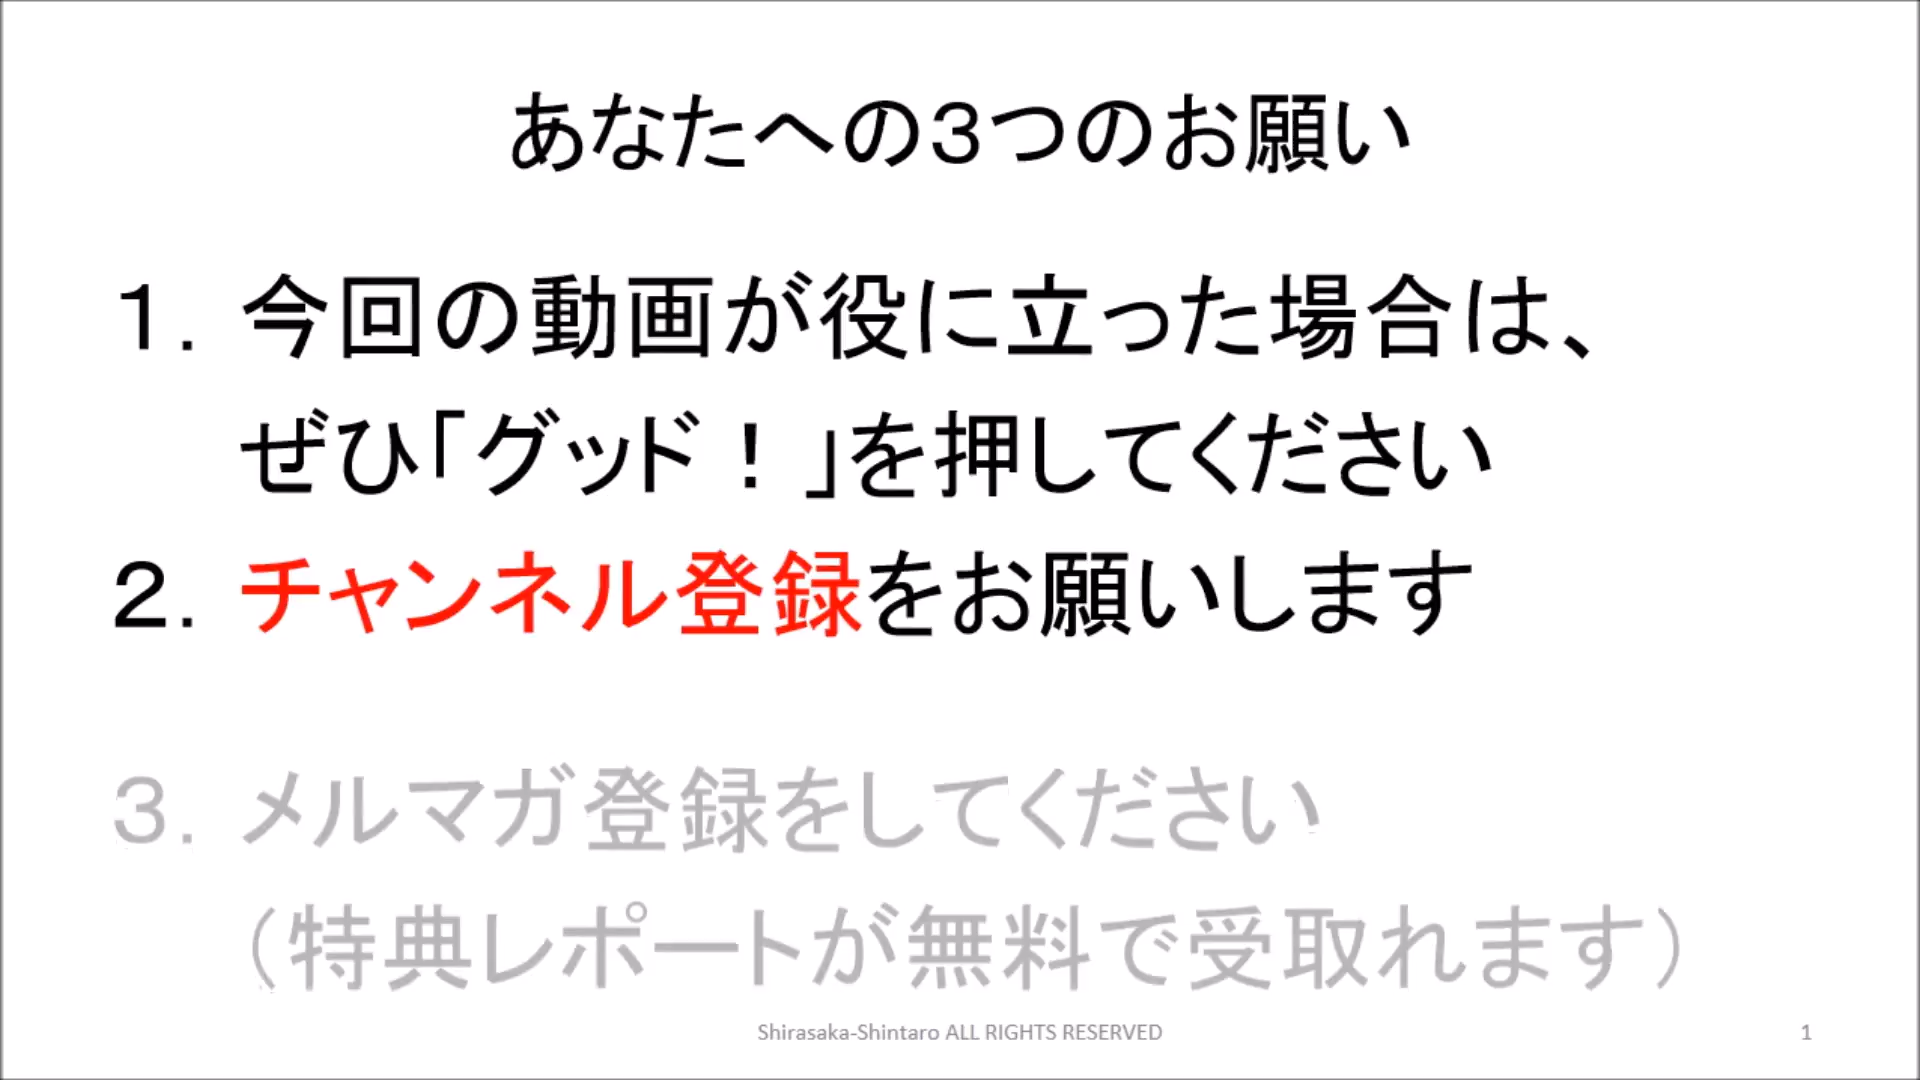 あなたへの３つのお願い
１．今回の動画が役に立った場合は、
ぜひ「グッド！」を押してください
２．チャンネル登録をお願いします
３．メルマガ登録をしてください
（特典レポートが無料で受取れます）
Shirasaka-Shintaro ALL RIGHTS RESERVED
1